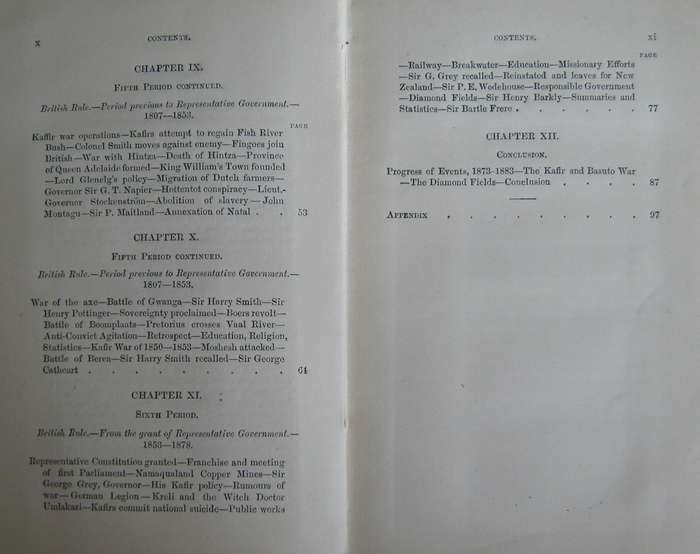 x
CONTENTS.
CHAPTER IX.
FIFTH PERIOD CONTINUED.
British Rule.—Period previous to Representative Government.—
1807—1853.
PAGE
Kaffir war operations—Kafirs attempt to regain Fish River
Bush—Colonel Smith moves against enemy—Fingoes join
British—War with Hintza—Death of Hintza—Province
of Queen Adelaide formed—King William's Town founded
—Lord Glenelg's policy—Migration of Dutch farmers—
Governor Sir G. T. Napier—Hottentot conspiracy—Lieut.-
Governor Stockenström—Abolition of slavery—John
Montagu—Sir P. Maitland—Annexation of Natal . . 53
CHAPTER X.
FIFTH PERIOD CONTINUED.
British Rule.—Period previous to Representative Government.—
1807—1853.
War of the axe—Battle of Gwanga—Sir Harry Smith—Sir
Henry Pottinger—Sovereignty proclaimed—Boers revolt—
Battle of Boomplaats—Pretorius crosses Vaal River—
Anti-Convict Agitation—Retrospect—Education, Religion,
Statistics—Kafir War of 1850—1853—Moshesh attacked—
Battle of Berea—Sir Harry Smith recalled—Sir George
Cathcart . . . . . . . . . 64
CHAPTER XI.
SIXTH PERIOD.
British Rule.—From the grant of Representative Government.—
1853—1878.
Representative Constitution granted—Franchise and meeting
of first Parliament—Namaqualand Copper Mines—Sir
George Grey, Governor—His Kafir policy—Rumours of
war—German Legion—Kreli and the Witch Doctor
Umlakazi—Kafirs commit national suicide—Public works
CONTENTS.
xi
PAGE
—Railway—Breakwater—Education—Missionary Efforts
—Sir G. Grey recalled—Reinstated and leaves for New
Zealand—Sir P. E. Wodehouse—Responsible Government
—Diamond Fields—Sir Henry Barkly—Summaries and
Statistics—Sir Bartle Frere . . . . . . 77
CHAPTER XII.
CONCLUSION.
Progress of Events, 1873-1883—The Kafir and Basuto War
—The Diamond Fields—Conclusion . . . . 87
APPENDIX . . . . . . . . . 97